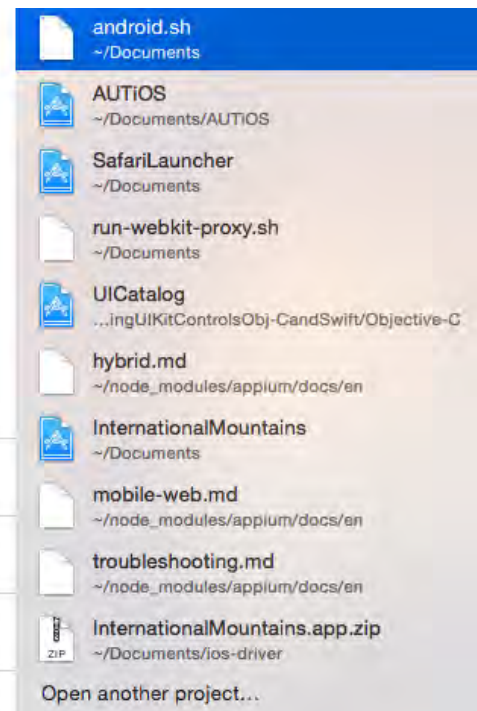 android.sh
~/Documents
AUTiOS
~/Documents/AUTiOS
SafariLauncher
~/Documents
run-webkit-proxy.sh
~/Documents
UICatalog
...ingUIKitControlsObj-CandSwift/Objective-C
hybrid.md
~/node_modules/appium/docs/en
InternationalMountains
~/Documents
mobile-web.md
~/node_modules/appium/docs/en
troubleshooting.md
~/node_modules/appium/docs/en
InternationalMountains.app.zip
ZIP ~/Documents/ios-driver
Open another project...